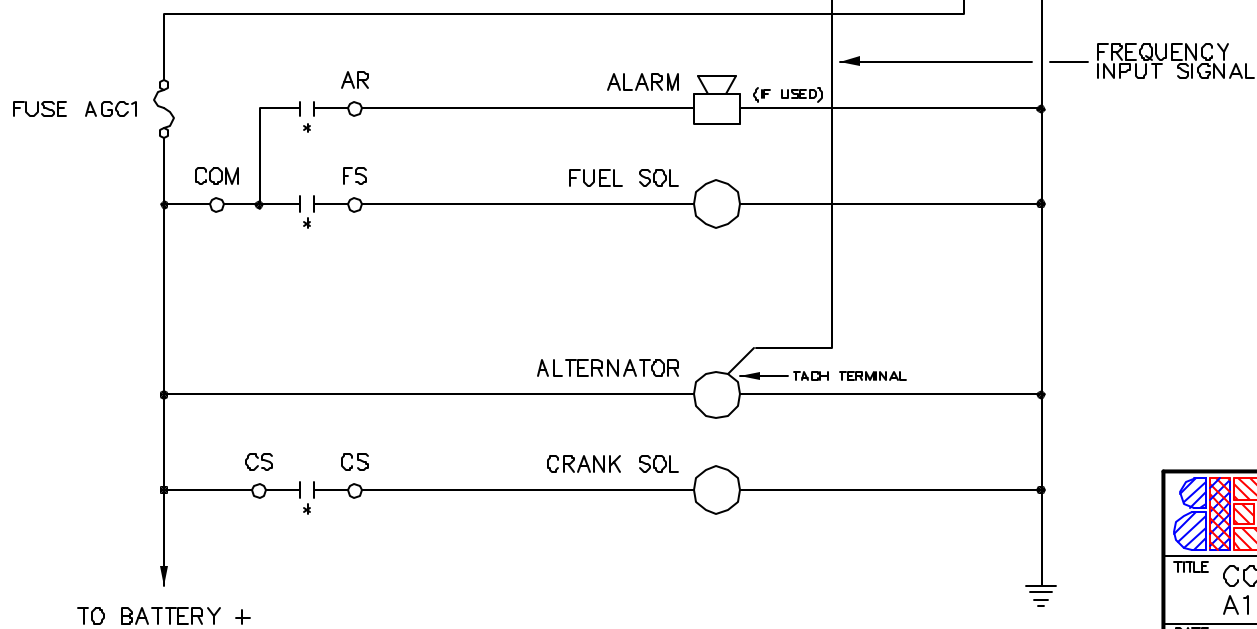 FREQUENCY
INPUT SIGNAL
AR
ALARM
(IF USED)
FUSE AGC1
*
COM
FS
FUEL SOL
*
ALTERNATOR
TACH TERMINAL
CS
CS
CRANK SOL
*
TITLE
CO
A1
TO BATTERY +